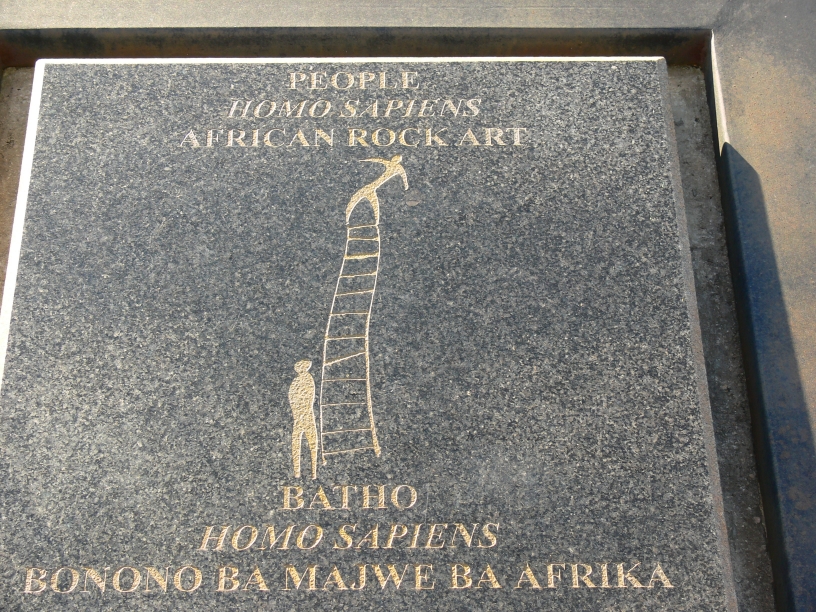 PEOPLE
HOMO SAPIENS
AFRICAN ROCK ART
BATHO
HOMO SAPIENS
BONONO BA MAJWE BA AFRIKA